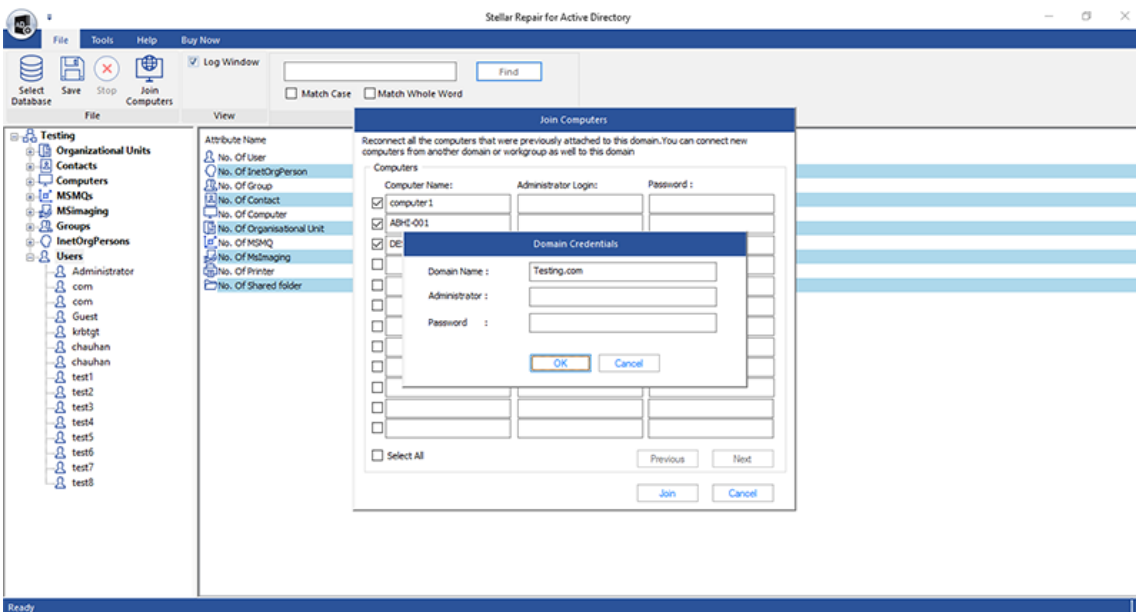 Stellar Repair for Active Directory
File Tools Help Buy Now
Select Database
Save
Stop
Join Computers
File
Log Window
View
Find
Match Case
Match Whole Word
Testing
Organizational Units
Contacts
Computers
MSMQs
MSimaging
Groups
InetOrgPersons
Users
Administrator
com
com
Guest
krbtgt
chauhan
chauhan
test1
test2
test3
test4
test5
test6
test7
test8
Attribute Name
No. Of User
No. Of InetOrgPerson
No. Of Group
No. Of Contact
No. Of Computer
No. Of Organisational Unit
No. Of MSMQ
No. Of MsImaging
No. Of Printer
No. Of Shared folder
Join Computers
Reconnect all the computers that were previously attached to this domain.You can connect new
computers from another domain or workgroup as well to this domain
Computers
Computer Name: Administrator Login: Password :
computer1
ABHI-001
Domain Credentials
Domain Name : Testing.com
Administrator :
Password :
OK Cancel
Select All
Previous Next
Join Cancel
Ready